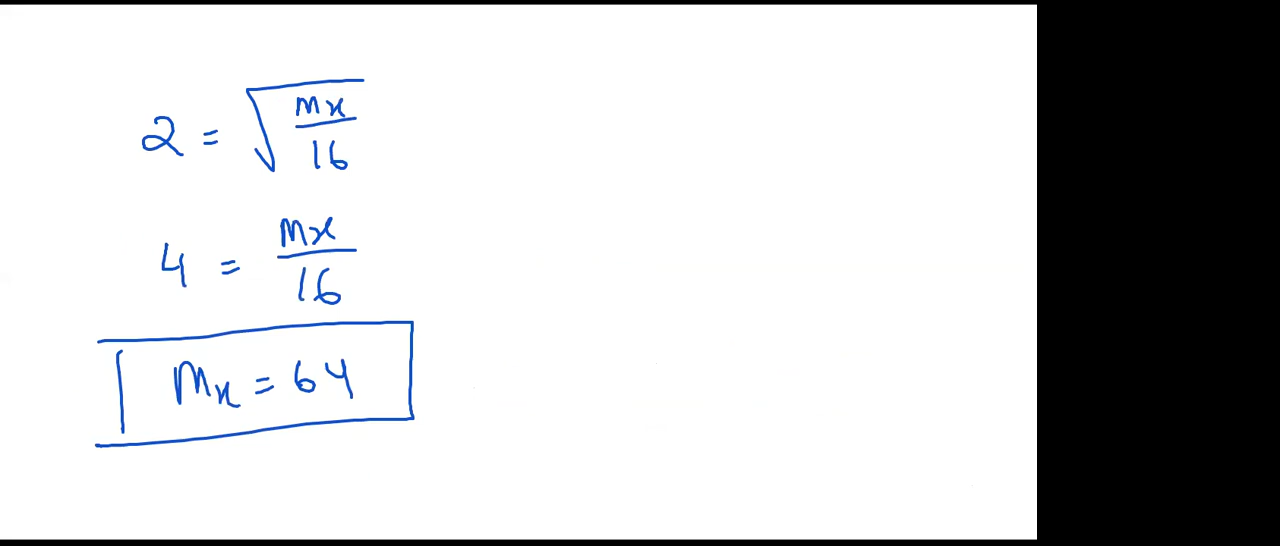 2 = √(Mx/16)
4 = Mx/16
Mx = 64